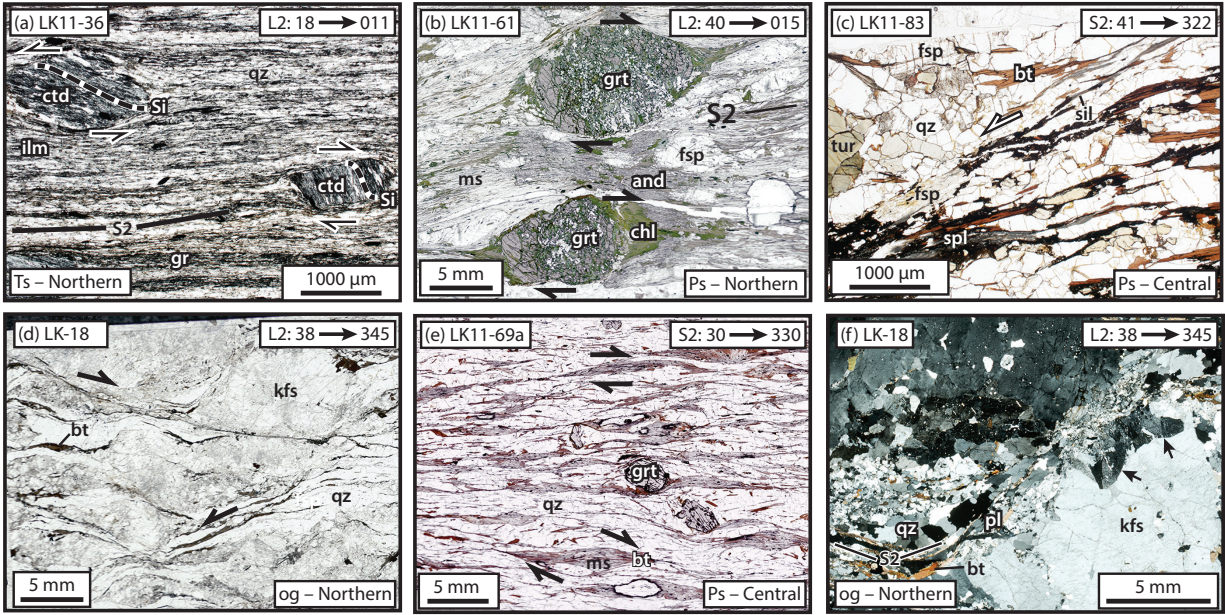 (a) LK11-36
L2: 18 → 011
qz
ctd
Si
ilm
ctd
Si
S2
gr
Ts – Northern
1000 µm
(b) LK11-61
L2: 40 → 015
grt
S2
fsp
ms
and
grt
chl
5 mm
Ps – Northern
(c) LK11-83
S2: 41 → 322
fsp
bt
sil
qz
tur
fsp
spl
1000 µm
Ps – Central
(d) LK-18
L2: 38 → 345
kfs
bt
qz
5 mm
og – Northern
(e) LK11-69a
S2: 30 → 330
grt
qz
ms
bt
5 mm
Ps – Central
(f) LK-18
L2: 38 → 345
qz
pl
kfs
S2
bt
og – Northern
5 mm